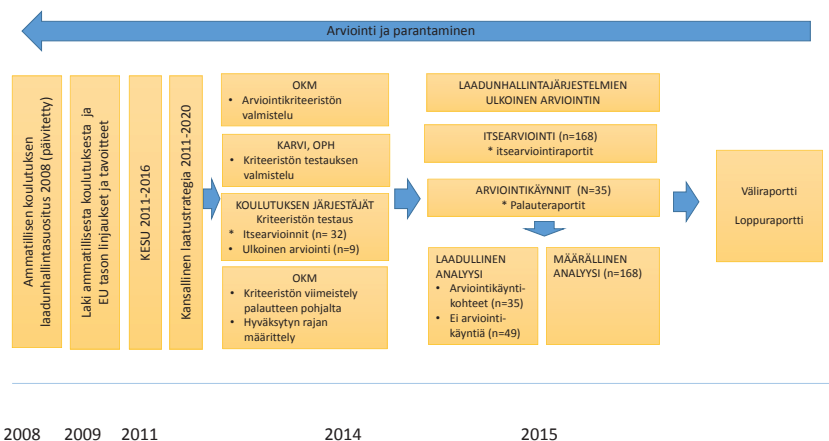 Arviointi ja parantaminen
Ammatillisen koulutuksen
laadunhallintasuositus 2008 (päivitetty)
Laki ammatillisesta koulutuksesta ja
EU tason linjaukset ja tavoitteet
KESU 2011-2016
Kansallinen laatustrategia 2011-2020
OKM
• Arviointikriteeristön
valmistelu
KARVI, OPH
• Kriteeristön testauksen
valmistelu
KOULUTUKSEN JÄRJESTÄJÄT
Kriteeristön testaus
* Itsearvioinnit (n= 32)
• Ulkoinen arviointi (n=9)
OKM
• Kriteeristön viimeistely
palautteen pohjalta
• Hyväksytyn rajan
määrittely
LAADUNHALLINTAJÄRJESTELMIEN
ULKOINEN ARVIOINTIN
ITSEARVIOINTI (n=168)
* itsearviointiraportit
ARVIOINTIKÄYNNIT (N=35)
* Palauteraportit
LAADULLINEN
ANALYYSI
• Arviointikäynti-
kohteet (n=35)
• Ei arviointi-
käyntiä (n=49)
MÄÄRÄLLINEN
ANALYYSI (n=168)
Väliraportti
Loppuraportti
2008 2009 2011 2014 2015